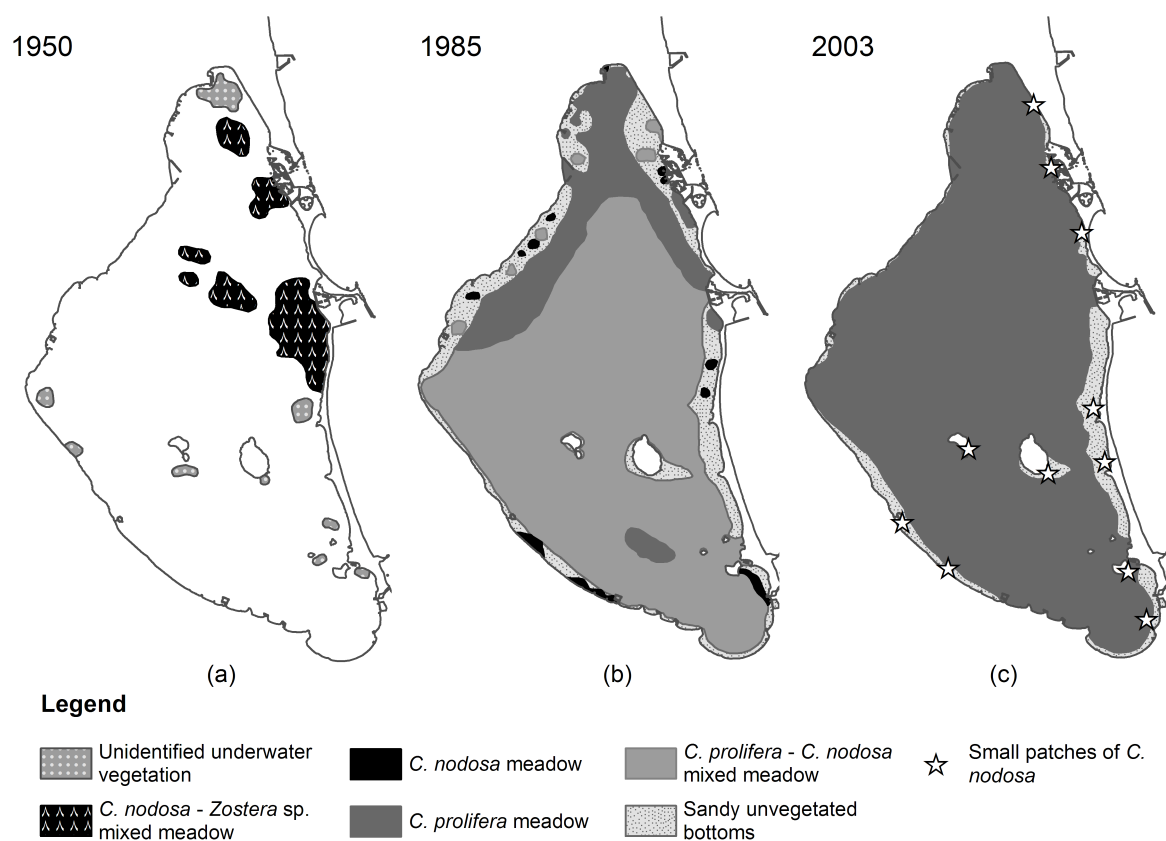 1950
1985
2003
(a)
(b)
(c)
Legend
Unidentified underwater
vegetation
C. nodosa - Zostera sp.
mixed meadow
C. nodosa meadow
C. prolifera meadow
C. prolifera - C. nodosa
mixed meadow
Sandy unvegetated
bottoms
Small patches of C.
nodosa